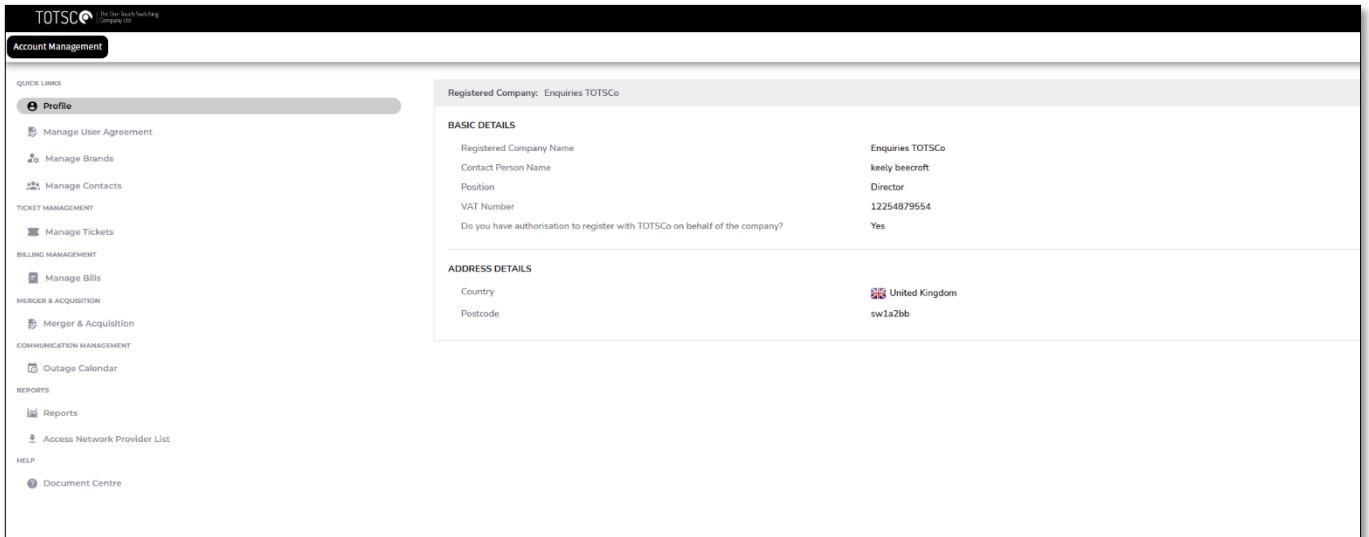 TOTSCO The One Touch Switching
Company Ltd
Account Management
QUICK LINKS
Profile
Manage User Agreement
Manage Brands
Manage Contacts
TICKET MANAGEMENT
Manage Tickets
BILLING MANAGEMENT
Manage Bills
MERGER & ACQUISITION
Merger & Acquisition
COMMUNICATION MANAGEMENT
Outage Calendar
REPORTS
Reports
Access Network Provider List
HELP
Document Centre
Registered Company: Enquiries TOTSCo
BASIC DETAILS
Registered Company Name Enquiries TOTSCo
Contact Person Name keely beecroft
Position Director
VAT Number 12254879554
Do you have authorisation to register with TOTSCo on behalf of the company? Yes
ADDRESS DETAILS
Country United Kingdom
Postcode sw1a2bb